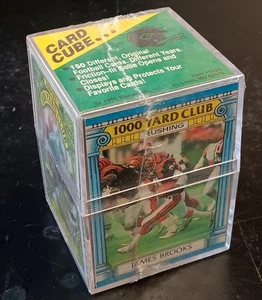 CARD
CUBE
150 Different, Original
Football Cards, Different Years.
Friction-fit Cube Opens and
Closes!
Displays and Protects Your
Favorite Cards!
1000 YARD CLUB
RUSHING
JAMES BROOKS